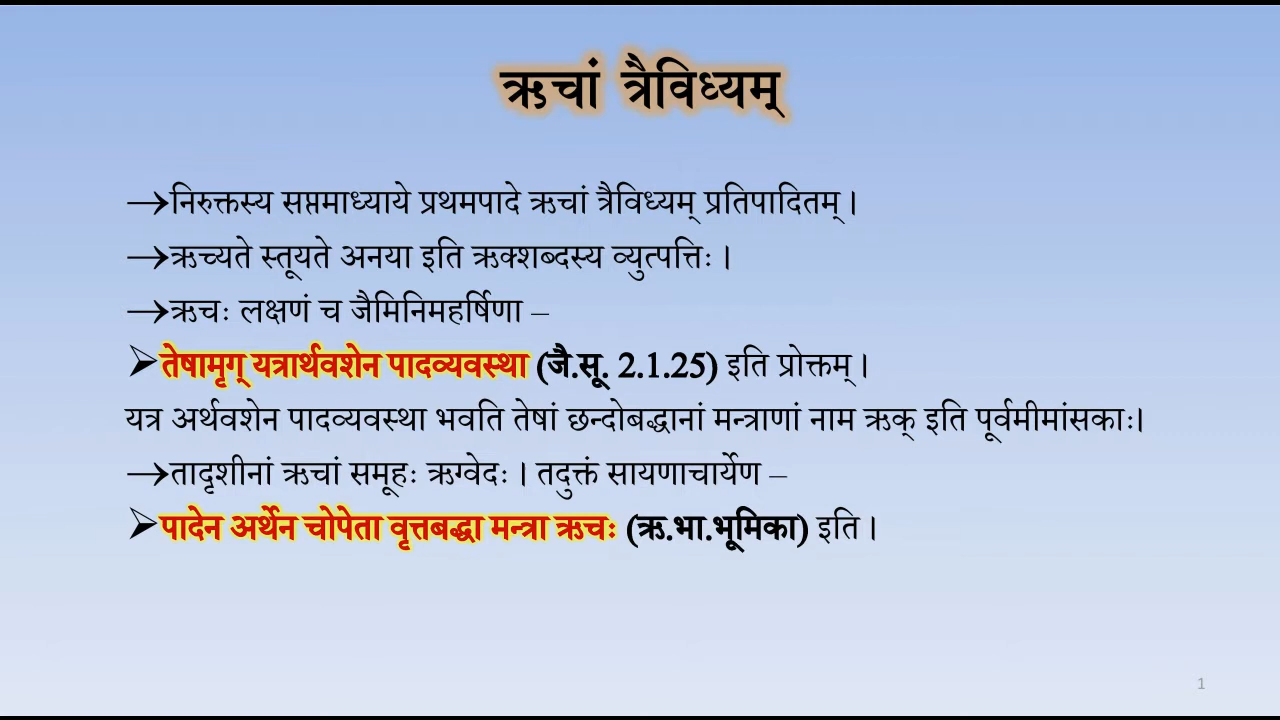 ऋचां त्रैविध्यम्
→निरुक्तस्य सप्तमाध्याये प्रथमपादे ऋचां त्रैविध्यम् प्रतिपादितम् ।
→ऋच्यते स्तूयते अनया इति ऋक्शब्दस्य व्युत्पत्तिः ।
→ऋचः लक्षणं च जैमिनिमहर्षिणा –
➢तेषामृग् यत्रार्थवशेन पादव्यवस्था (जै.सू. 2.1.25) इति प्रोक्तम् ।
यत्र अर्थवशेन पादव्यवस्था भवति तेषां छन्दोबद्धानां मन्त्राणां नाम ऋक् इति पूर्वमीमांसकाः।
→तादृशीनां ऋचां समूहः ऋग्वेदः । तदुक्तं सायणाचार्येण –
➢पादेन अर्थेन चोपेता वृत्तबद्धा मन्त्रा ऋचः (ऋ.भा.भूमिका) इति ।
1